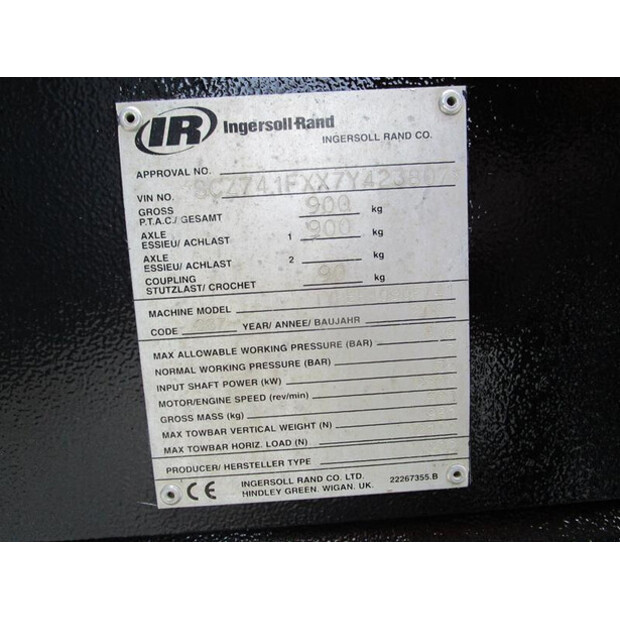 IR Ingersoll-Rand
INGERSOLL RAND CO.
APPROVAL NO.
VIN NO.
GROSS
P.T.A.C./ GESAMT 900 kg
AXLE
ESSIEU/ ACHLAST 1 900 kg
AXLE
ESSIEU/ ACHLAST 2 kg
COUPLING
STUTZLAST/ CROCHET 90 kg
MACHINE MODEL
CODE YEAR/ ANNEE/ BAUJAHR
MAX ALLOWABLE WORKING PRESSURE (BAR)
NORMAL WORKING PRESSURE (BAR)
INPUT SHAFT POWER (kW)
MOTOR/ENGINE SPEED (rev/min)
GROSS MASS (kg)
MAX TOWBAR VERTICAL WEIGHT (N)
MAX TOWBAR HORIZ. LOAD (N)
PRODUCER/ HERSTELLER TYPE
CE INGERSOLL RAND CO. LTD. 22267355.B
HINDLEY GREEN. WIGAN. UK.